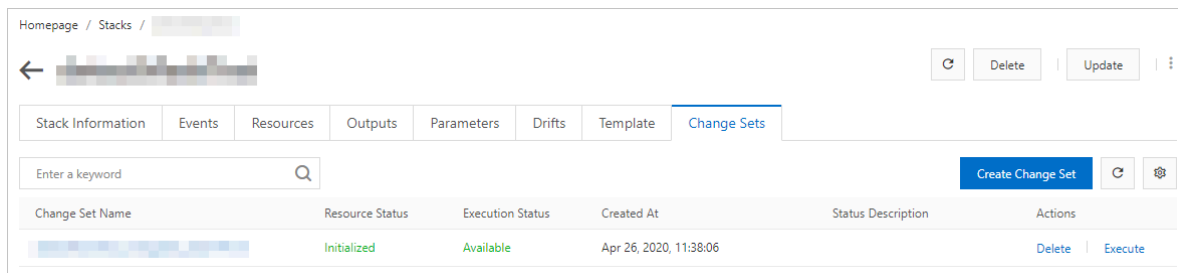 Homepage / Stacks /
Delete Update
Stack Information Events Resources Outputs Parameters Drifts Template Change Sets
Enter a keyword Create Change Set
Change Set Name Resource Status Execution Status Created At Status Description Actions
Initialized Available Apr 26, 2020, 11:38:06 Delete Execute